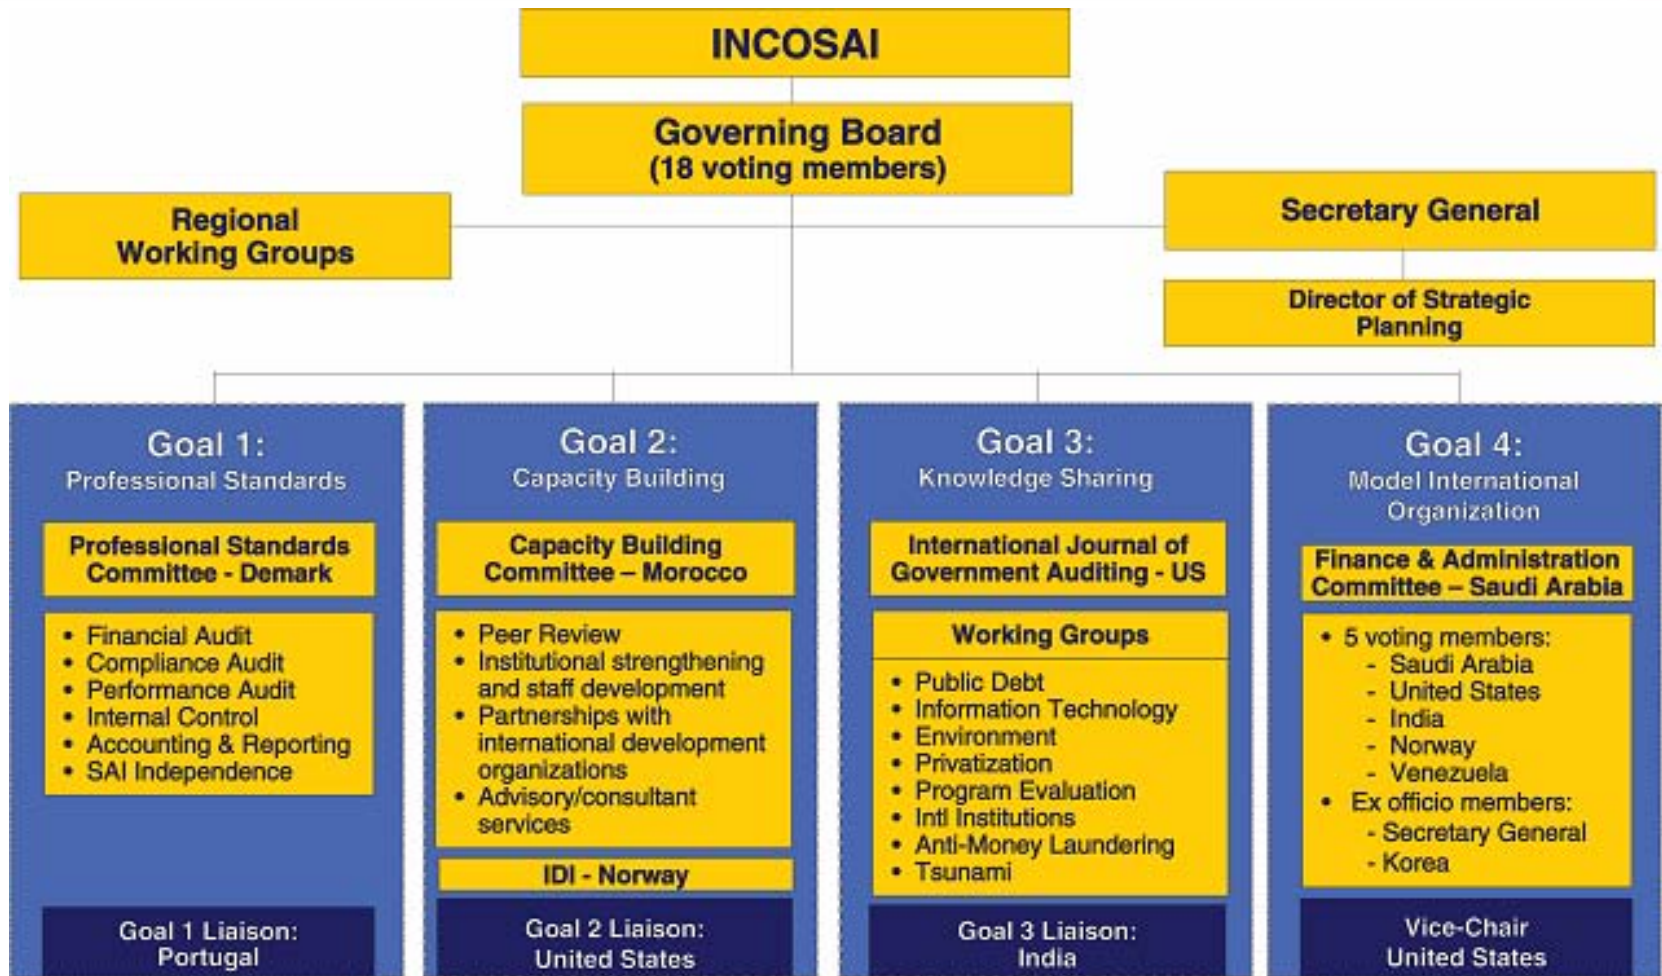 INCOSAI
Governing Board
(18 voting members)
Regional
Working Groups
Secretary General
Director of Strategic
Planning
Goal 1:
Professional Standards
Professional Standards
Committee - Demark
• Financial Audit
• Compliance Audit
• Performance Audit
• Internal Control
• Accounting & Reporting
• SAI Independence
Goal 1 Liaison:
Portugal
Goal 2:
Capacity Building
Capacity Building
Committee – Morocco
• Peer Review
• Institutional strengthening
and staff development
• Partnerships with
international development
organizations
• Advisory/consultant
services
IDI - Norway
Goal 2 Liaison:
United States
Goal 3:
Knowledge Sharing
International Journal of
Government Auditing - US
Working Groups
• Public Debt
• Information Technology
• Environment
• Privatization
• Program Evaluation
• Intl Institutions
• Anti-Money Laundering
• Tsunami
Goal 3 Liaison:
India
Goal 4:
Model International
Organization
Finance & Administration
Committee – Saudi Arabia
• 5 voting members:
- Saudi Arabia
- United States
- India
- Norway
- Venezuela
• Ex officio members:
- Secretary General
- Korea
Vice-Chair
United States